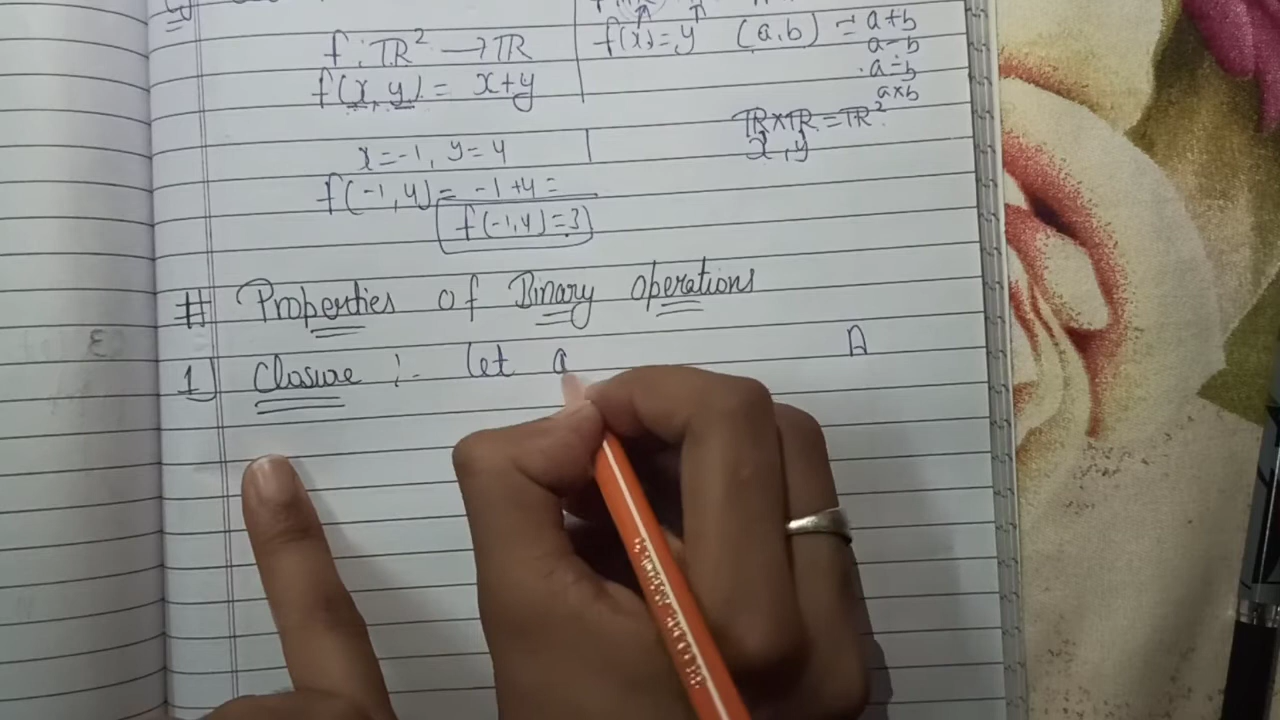 f : ℝ² → ℝ
f(x, y) = x+y
x=-1, y=4
f(-1, 4) = -1+4 =
f(-1, 4)=3
f(x)=y (a,b) = a+b
a-b
a÷b
a×b
ℝ×ℝ=ℝ²
x, y
# Properties of Binary operations
1) Closure :- let a
A